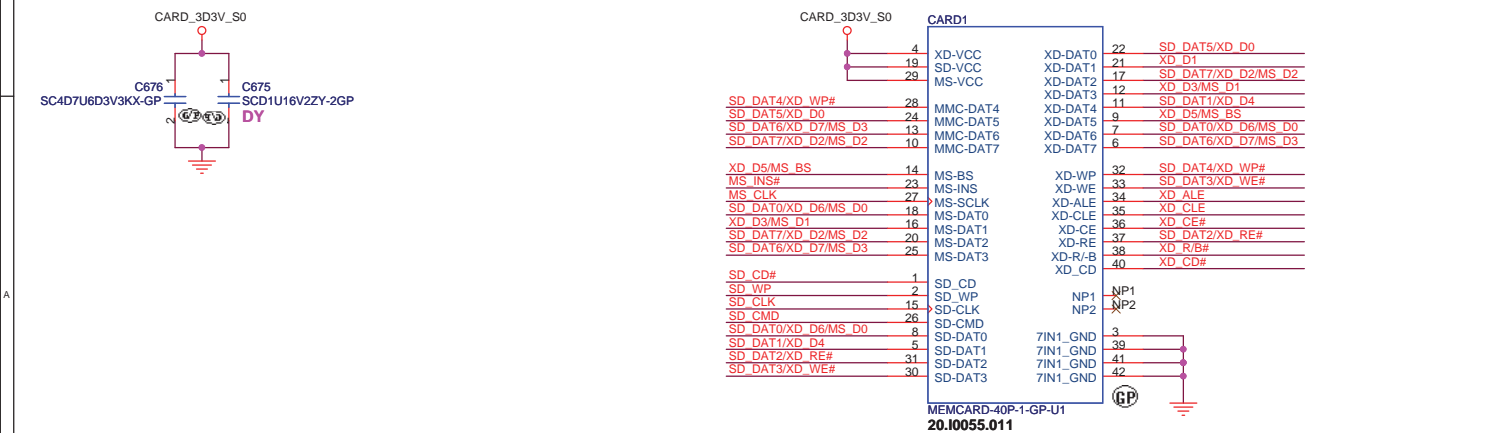 CARD_3D3V_S0
C676
SC4D7U6D3V3KX-GP
1
2
C675
SCD1U16V2ZY-2GP
DY
1
A
CARD_3D3V_S0
CARD1
4 XD-VCC
19 SD-VCC
29 MS-VCC
SD_DAT4/XD_WP# 28 MMC-DAT4
SD_DAT5/XD_D0 24 MMC-DAT5
SD_DAT6/XD_D7/MS_D3 13 MMC-DAT6
SD_DAT7/XD_D2/MS_D2 10 MMC-DAT7
XD_D5/MS_BS 14 MS-BS
MS_INS# 23 MS-INS
MS_CLK 27 MS-SCLK
SD_DAT0/XD_D6/MS_D0 18 MS-DAT0
XD_D3/MS_D1 16 MS-DAT1
SD_DAT7/XD_D2/MS_D2 20 MS-DAT2
SD_DAT6/XD_D7/MS_D3 25 MS-DAT3
SD_CD# 1 SD_CD
SD_WP 2 SD_WP
SD_CLK 15 SD-CLK
SD_CMD 26 SD-CMD
SD_DAT0/XD_D6/MS_D0 8 SD-DAT0
SD_DAT1/XD_D4 5 SD-DAT1
SD_DAT2/XD_RE# 31 SD-DAT2
SD_DAT3/XD_WE# 30 SD-DAT3
XD-DAT0 22 SD_DAT5/XD_D0
XD-DAT1 21 XD_D1
XD-DAT2 17 SD_DAT7/XD_D2/MS_D2
XD-DAT3 12 XD_D3/MS_D1
XD-DAT4 11 SD_DAT1/XD_D4
XD-DAT5 9 XD_D5/MS_BS
XD-DAT6 7 SD_DAT0/XD_D6/MS_D0
XD-DAT7 6 SD_DAT6/XD_D7/MS_D3
XD-WP 32 SD_DAT4/XD_WP#
XD-WE 33 SD_DAT3/XD_WE#
XD-ALE 34 XD_ALE
XD-CLE 35 XD_CLE
XD-CE 36 XD_CE#
XD-RE 37 SD_DAT2/XD_RE#
XD-R/-B 38 XD_R/B#
XD_CD 40 XD_CD#
NP1 NP1
NP2 NP2
7IN1_GND 3
7IN1_GND 39
7IN1_GND 41
7IN1_GND 42
GP
MEMCARD-40P-1-GP-U1
20.I0055.011